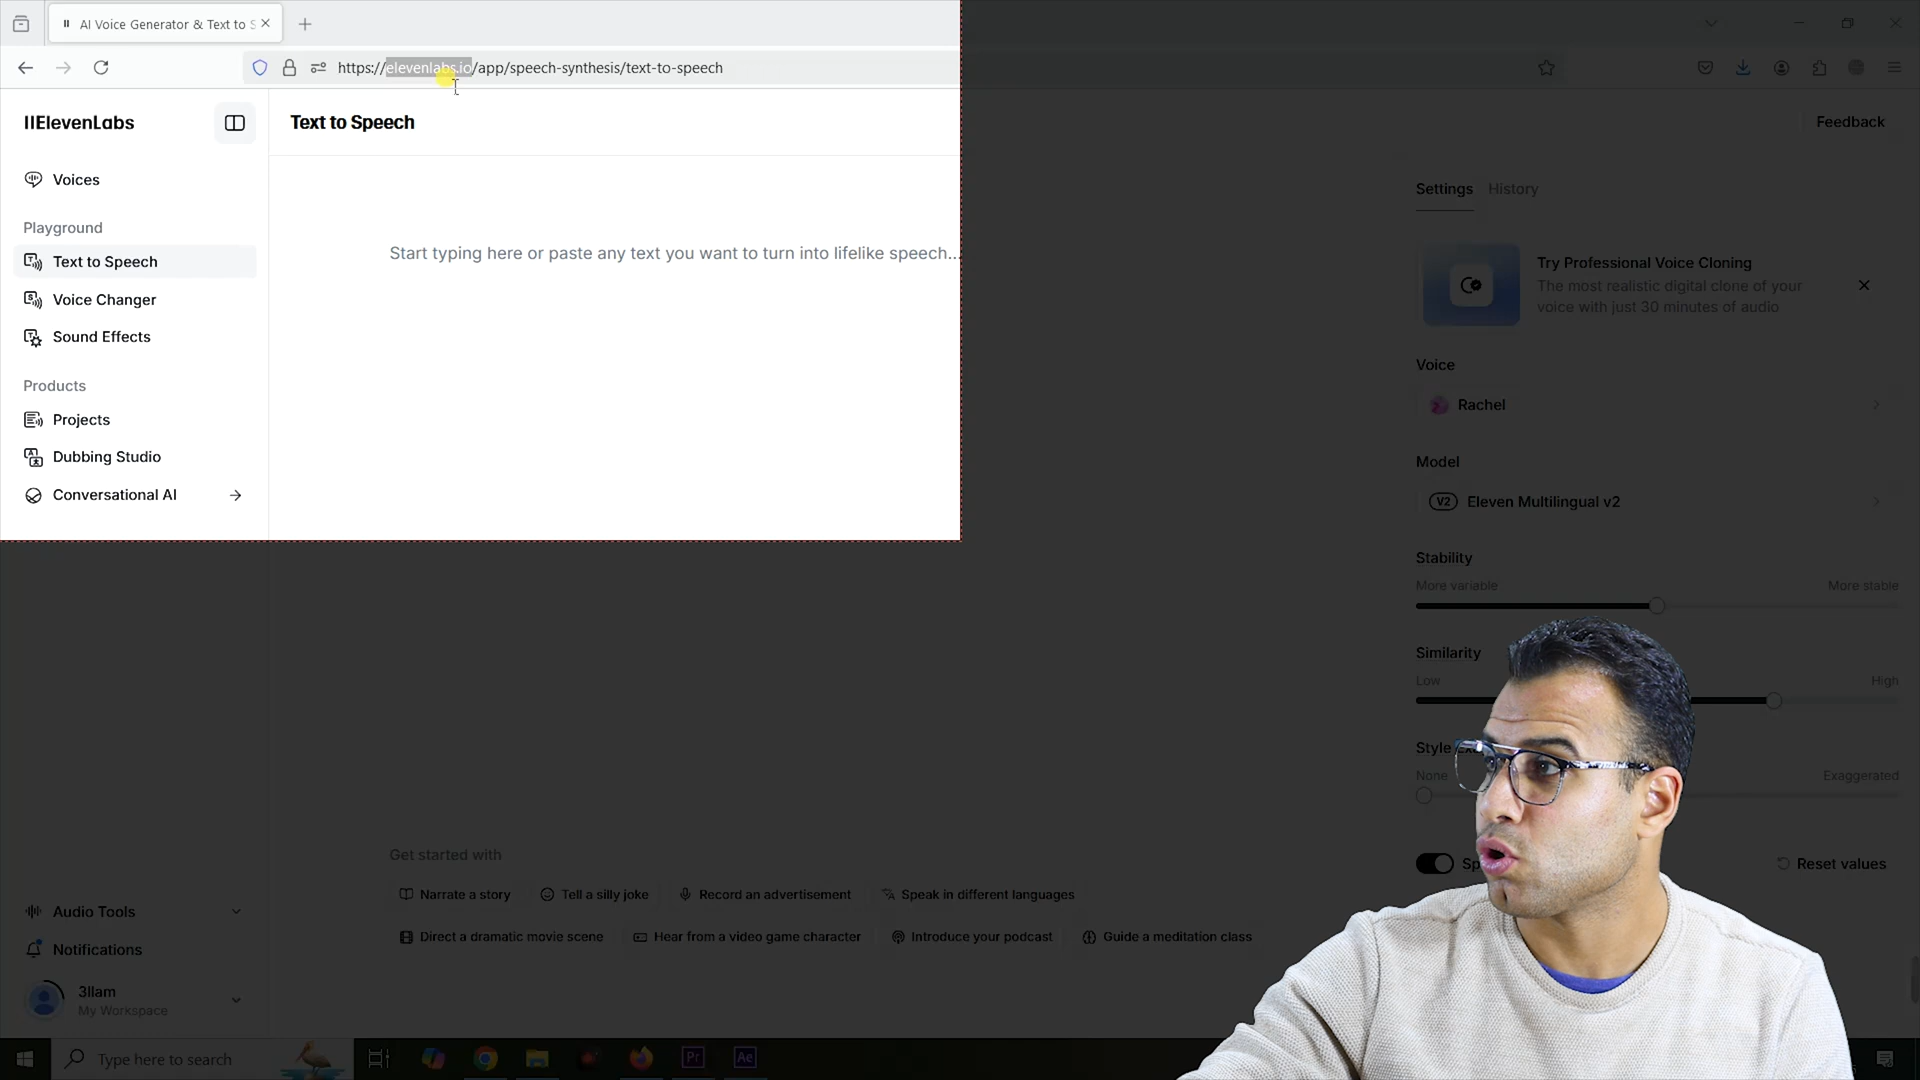 AI Voice Generator & Text to S
https://elevenlabs.io/app/speech-synthesis/text-to-speech
IIElevenLabs
Text to Speech
Feedback
Voices
Playground
Text to Speech
Voice Changer
Sound Effects
Products
Projects
Dubbing Studio
Conversational AI
Start typing here or paste any text you want to turn into lifelike speech...
Settings History
Try Professional Voice Cloning
The most realistic digital clone of your
voice with just 30 minutes of audio
Voice
Rachel
Model
V2 Eleven Multilingual v2
Stability
More variable More stable
Similarity
Low High
Style
None Exaggerated
Reset values
Get started with
Narrate a story Tell a silly joke Record an advertisement Speak in different languages
Direct a dramatic movie scene Hear from a video game character Introduce your podcast Guide a meditation class
Audio Tools
Notifications
3llam
My Workspace
Type here to search
Pr Ae